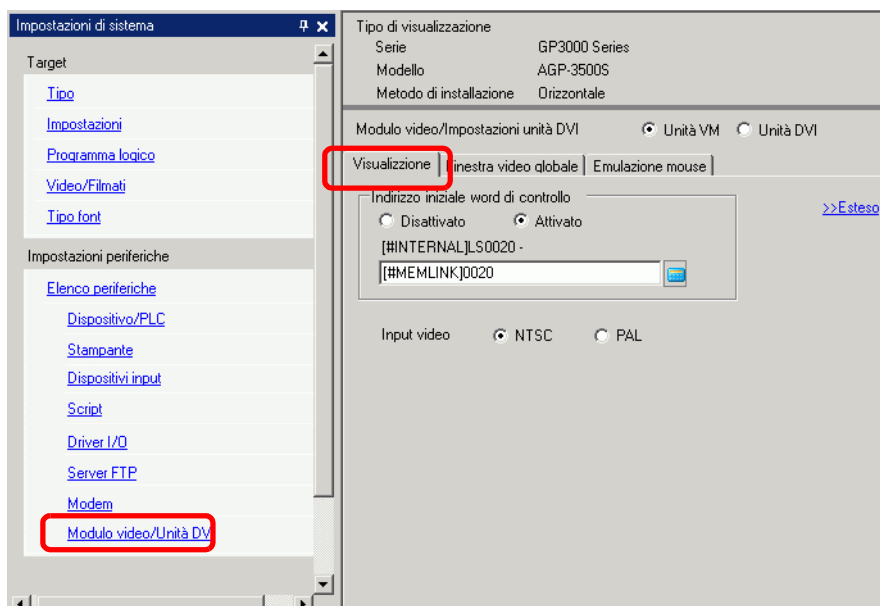 Impostazioni di sistema
Target
Tipo
Impostazioni
Programma logico
Video/Filmati
Tipo font
Impostazioni periferiche
Elenco periferiche
Dispositivo/PLC
Stampante
Dispositivi input
Script
Driver I/O
Server FTP
Modem
Modulo video/Unità DV
Tipo di visualizzazione
Serie GP3000 Series
Modello AGP-3500S
Metodo di installazione Orizzontale
Modulo video/Impostazioni unità DVI Unità VM Unità DVI
Visualizzione inestra video globale Emulazione mouse
Indirizzo iniziale word di controllo
>>Esteso
Disattivato Attivato
[#INTERNAL]LS0020 -
[#MEMLINK]0020
Input video NTSC PAL